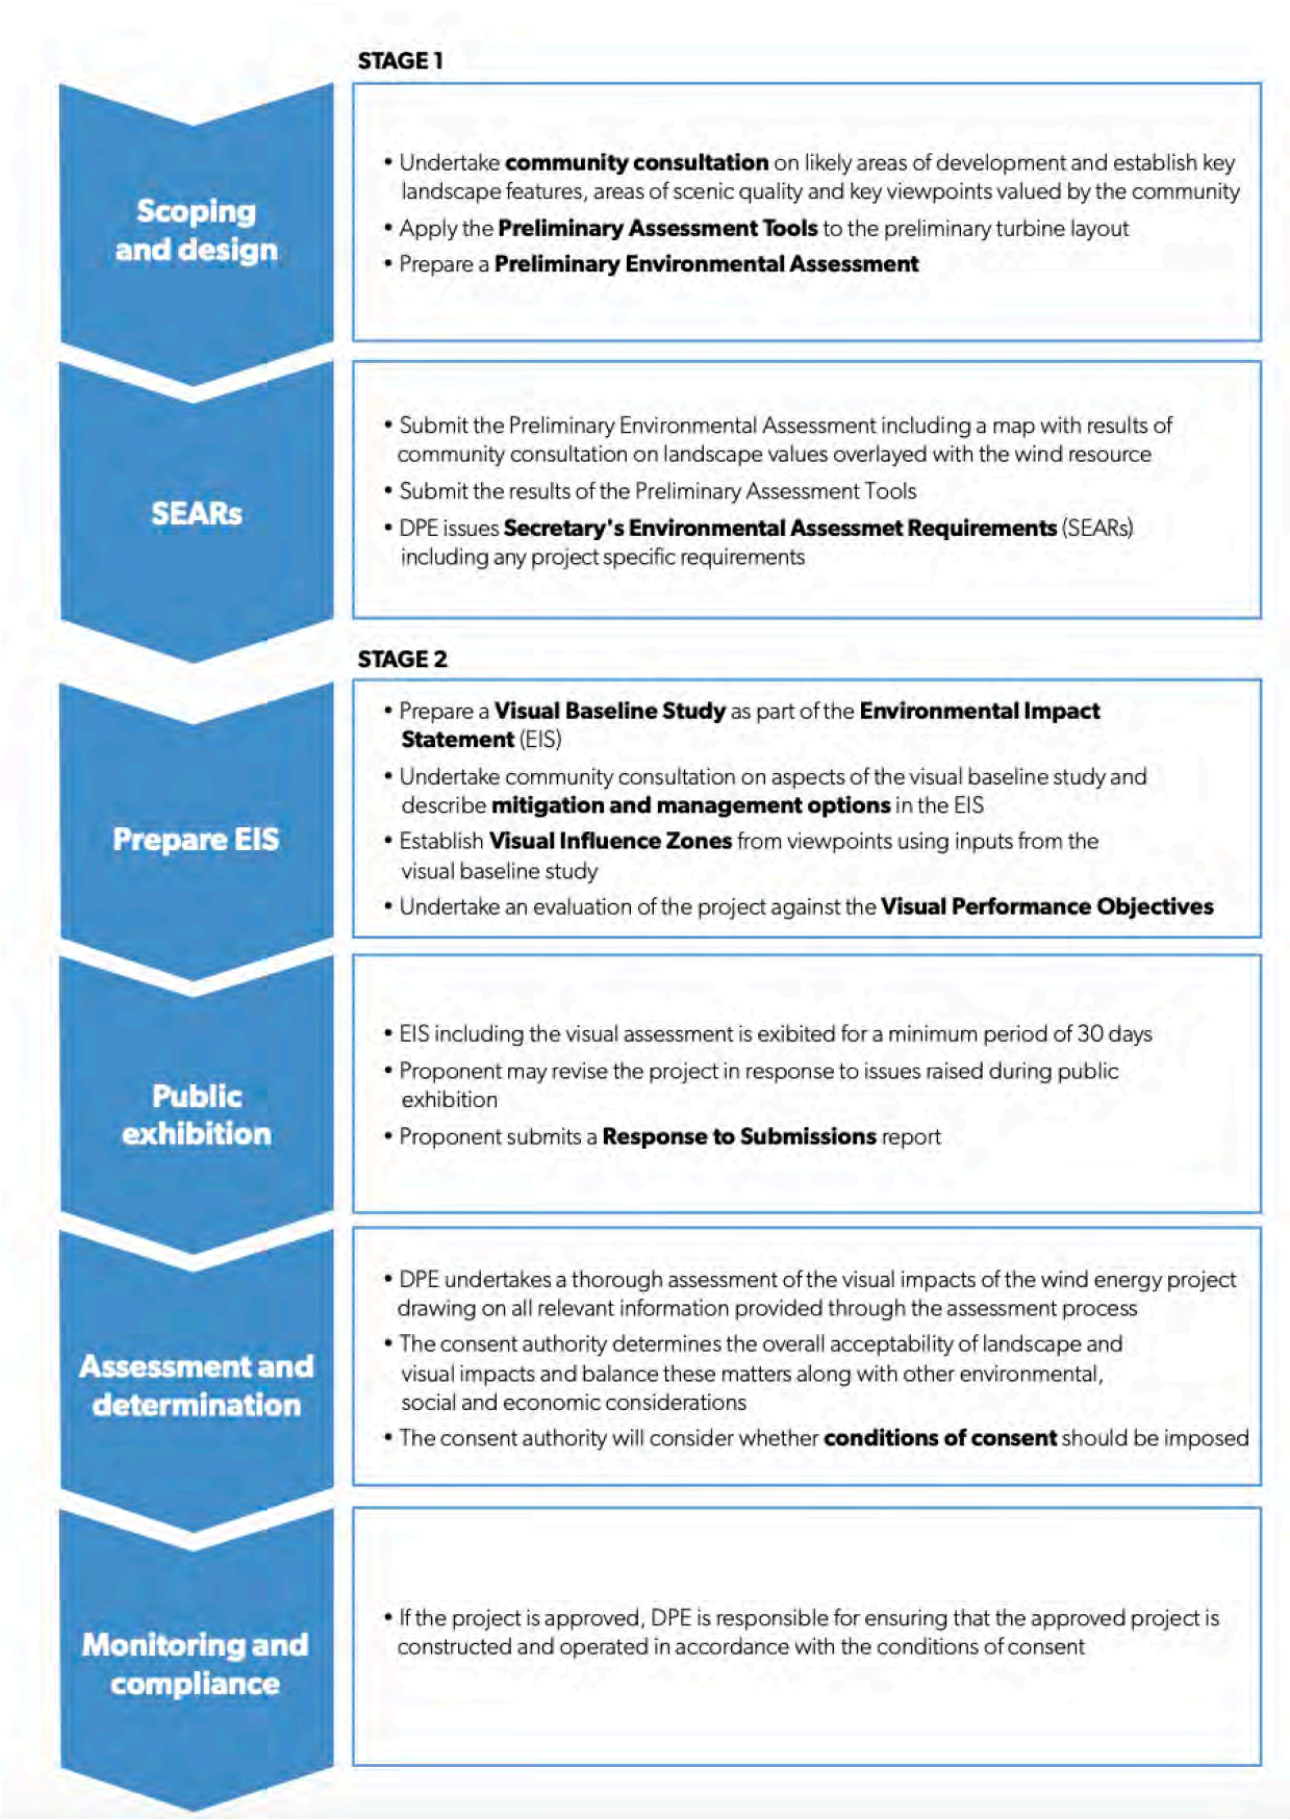 STAGE 1
Scoping
and design
• Undertake community consultation on likely areas of development and establish key
landscape features, areas of scenic quality and key viewpoints valued by the community
• Apply the Preliminary Assessment Tools to the preliminary turbine layout
• Prepare a Preliminary Environmental Assessment
SEARs
• Submit the Preliminary Environmental Assessment including a map with results of
community consultation on landscape values overlayed with the wind resource
• Submit the results of the Preliminary Assessment Tools
• DPE issues Secretary's Environmental Assessmet Requirements (SEARs)
including any project specific requirements
STAGE 2
Prepare EIS
• Prepare a Visual Baseline Study as part of the Environmental Impact
Statement (EIS)
• Undertake community consultation on aspects of the visual baseline study and
describe mitigation and management options in the EIS
• Establish Visual Influence Zones from viewpoints using inputs from the
visual baseline study
• Undertake an evaluation of the project against the Visual Performance Objectives
Public
exhibition
• EIS including the visual assessment is exibited for a minimum period of 30 days
• Proponent may revise the project in response to issues raised during public
exhibition
• Proponent submits a Response to Submissions report
Assessment and
determination
• DPE undertakes a thorough assessment of the visual impacts of the wind energy project
drawing on all relevant information provided through the assessment process
• The consent authority determines the overall acceptability of landscape and
visual impacts and balance these matters along with other environmental,
social and economic considerations
• The consent authority will consider whether conditions of consent should be imposed
Monitoring and
compliance
• If the project is approved, DPE is responsible for ensuring that the approved project is
constructed and operated in accordance with the conditions of consent